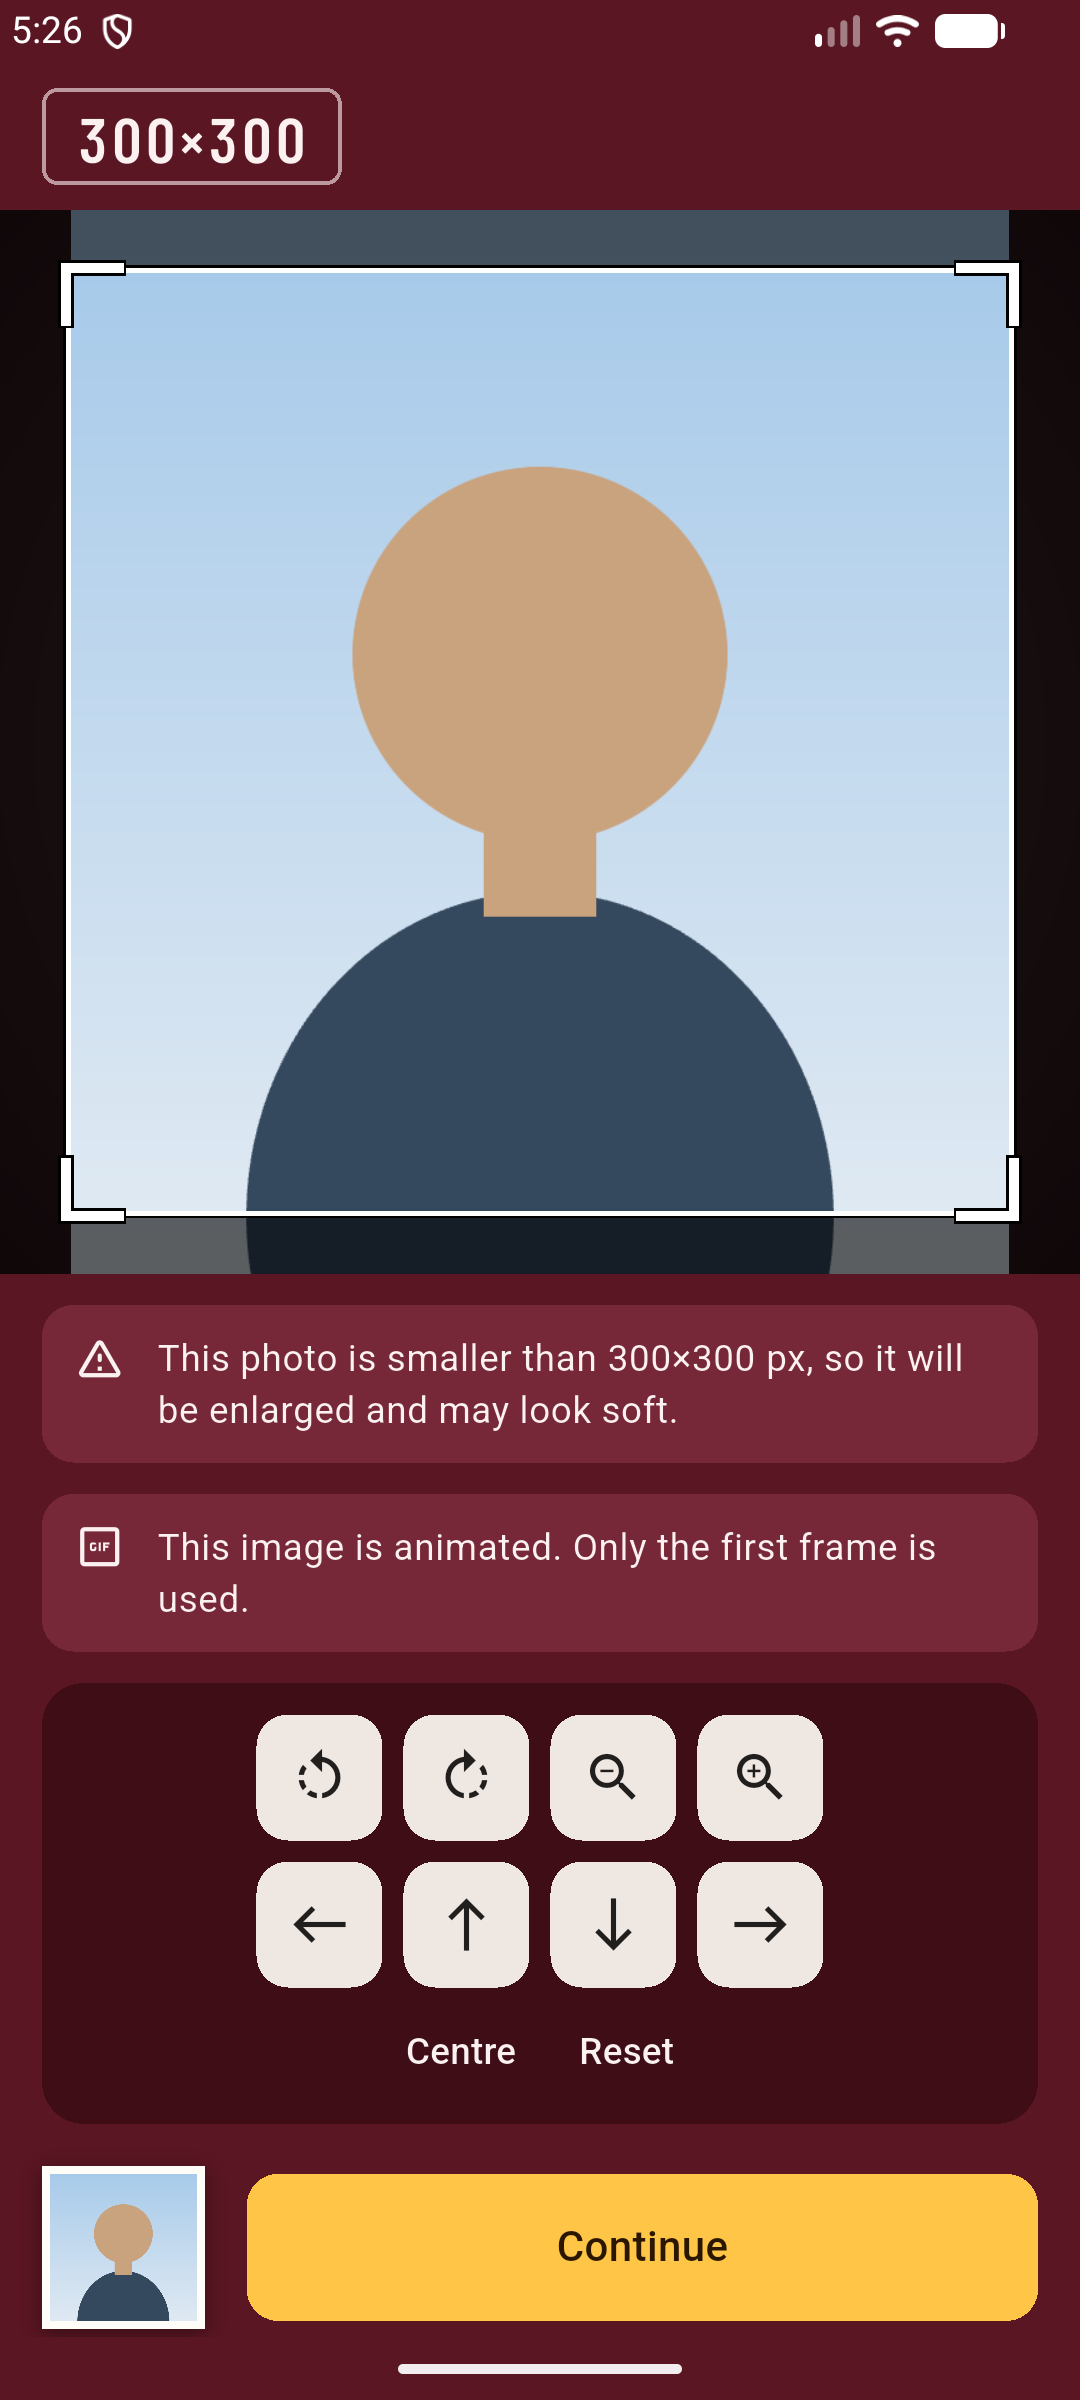 5:26
300×300
This photo is smaller than 300×300 px, so it will
be enlarged and may look soft.
GIF
This image is animated. Only the first frame is
used.
Centre
Reset
Continue